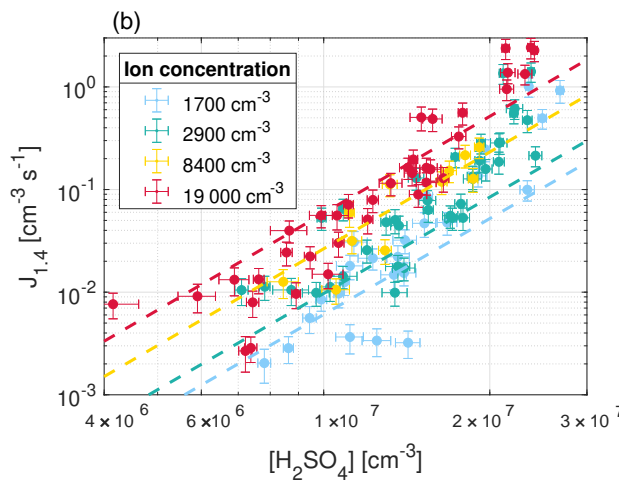 (b)
Ion concentration
1700 cm⁻³
2900 cm⁻³
8400 cm⁻³
19 000 cm⁻³
10⁰
10⁻¹
10⁻²
10⁻³
J₁.₄ [cm⁻³ s⁻¹]
4 × 10⁶
6 × 10⁶
1 × 10⁷
2 × 10⁷
3 × 10⁷
[H₂SO₄] [cm⁻³]